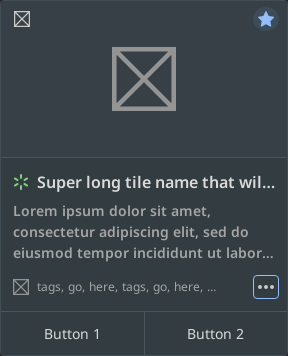 Super long tile name that wil...
Lorem ipsum dolor sit amet,
consectetur adipiscing elit, sed do
eiusmod tempor incididunt ut labor...
tags, go, here, tags, go, here, ...
Button 1
Button 2